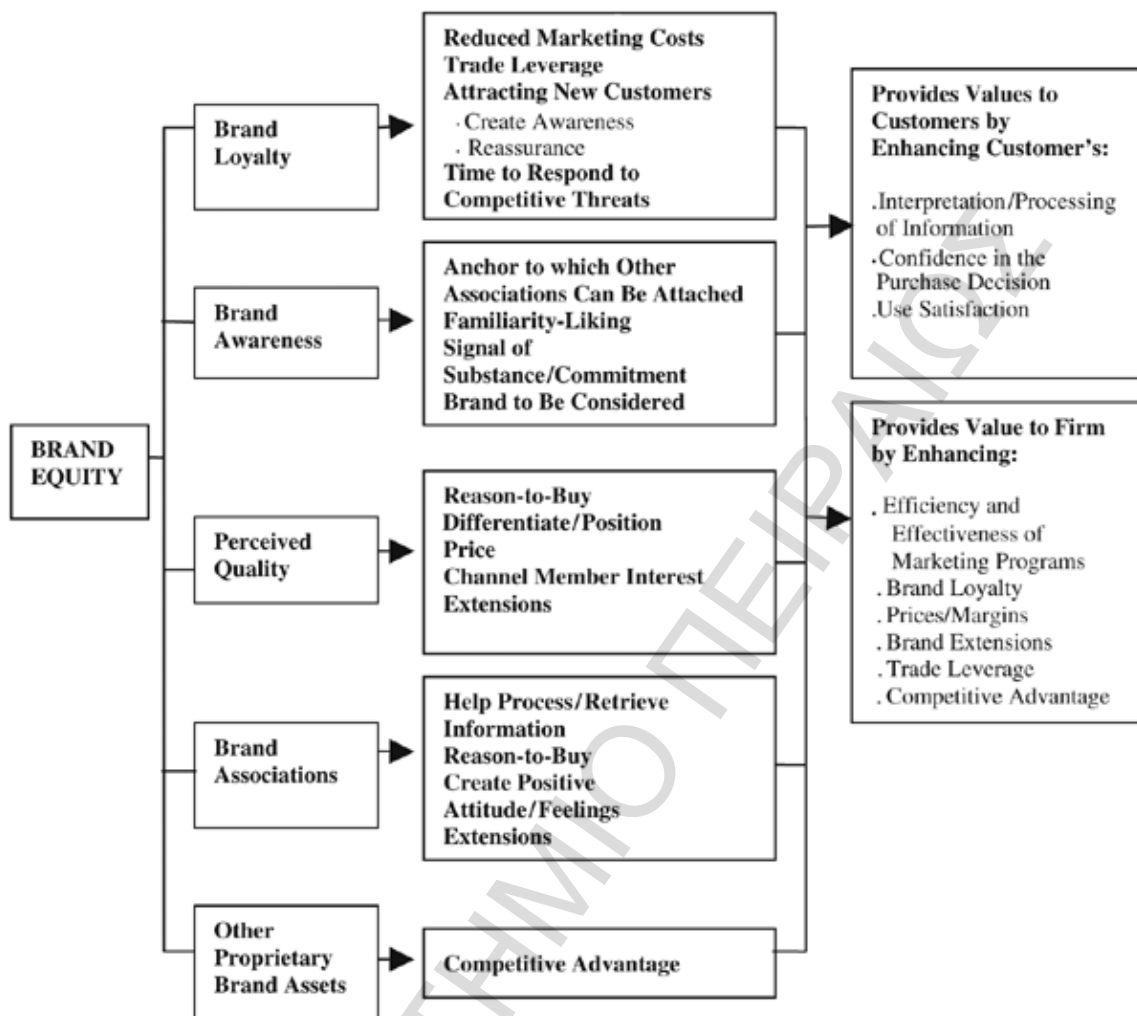 BRAND
EQUITY
Brand
Loyalty
Reduced Marketing Costs
Trade Leverage
Attracting New Customers
· Create Awareness
· Reassurance
Time to Respond to
Competitive Threats
Brand
Awareness
Anchor to which Other
Associations Can Be Attached
Familiarity-Liking
Signal of
Substance/Commitment
Brand to Be Considered
Perceived
Quality
Reason-to-Buy
Differentiate/Position
Price
Channel Member Interest
Extensions
Brand
Associations
Help Process/Retrieve
Information
Reason-to-Buy
Create Positive
Attitude/Feelings
Extensions
Other
Proprietary
Brand Assets
Competitive Advantage
Provides Values to
Customers by
Enhancing Customer's:
.Interpretation/Processing
of Information
.Confidence in the
Purchase Decision
.Use Satisfaction
Provides Value to Firm
by Enhancing:
. Efficiency and
Effectiveness of
Marketing Programs
. Brand Loyalty
. Prices/Margins
. Brand Extensions
. Trade Leverage
. Competitive Advantage
ΤΗΜΙΟ ΠΕΙΡΑΙΩΣ